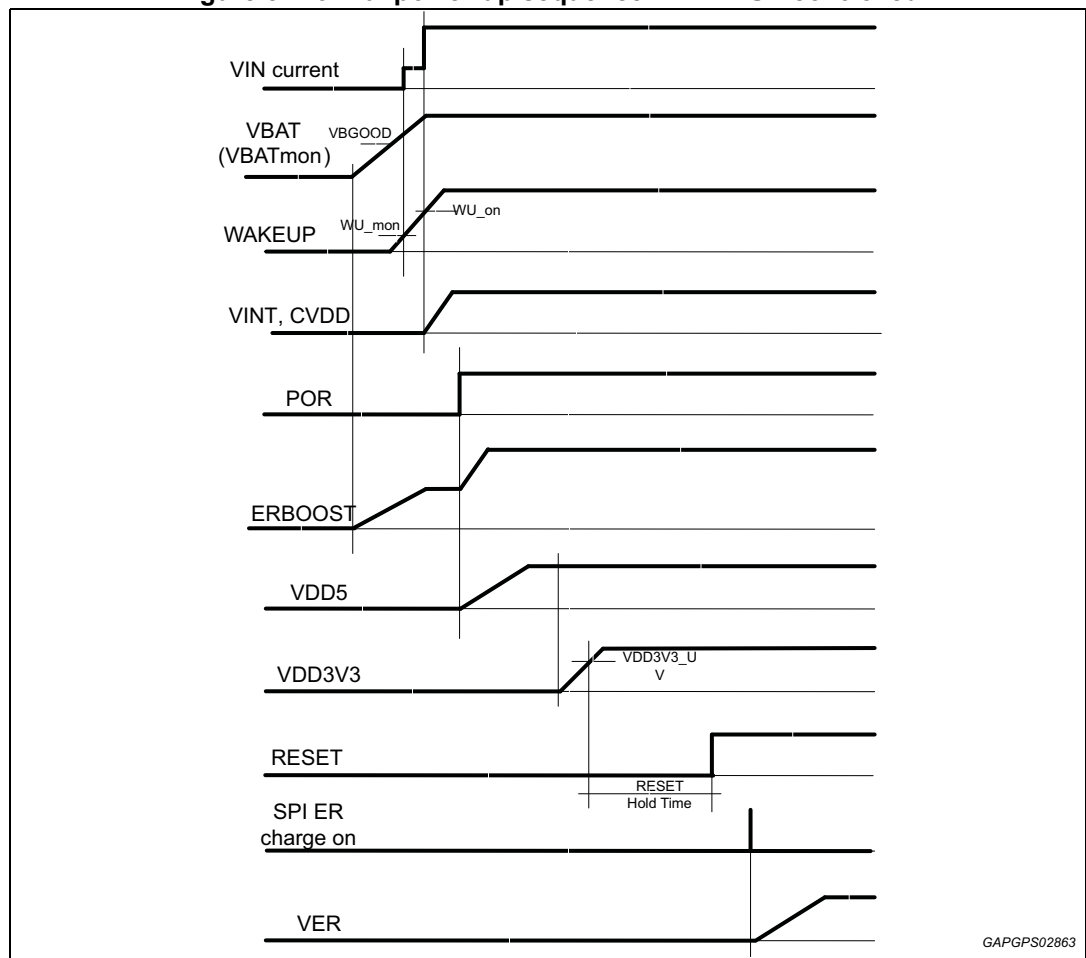 VIN current
VBAT
(VBATmon)
VBGOOD
WAKEUP
WU_mon
WU_on
VINT, CVDD
POR
ERBOOST
VDD5
VDD3V3
VDD3V3_U
V
RESET
RESET
Hold Time
SPI ER
charge on
VER
GAPGPS02863